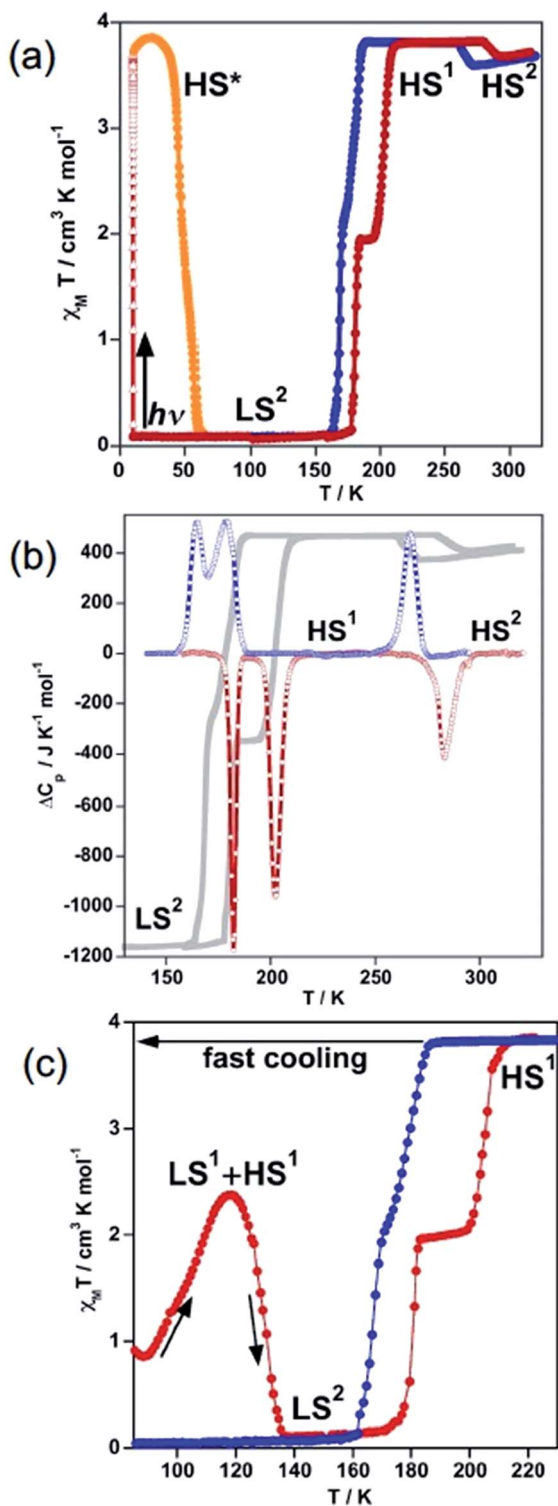 (a)
4
3
2
1
0
χM T / cm³ K mol⁻¹
HS*
HS¹
HS²
LS²
hν
0 50 100 150 200 250 300
T / K
(b)
400
200
0
-200
-400
-600
-800
-1000
-1200
ΔCₚ / J K⁻¹ mol⁻¹
HS¹
HS²
LS²
150 200 250 300
T / K
(c)
4
3
2
1
0
χM T / cm³ K mol⁻¹
fast cooling
HS¹
LS¹+HS¹
LS²
100 120 140 160 180 200 220
T / K